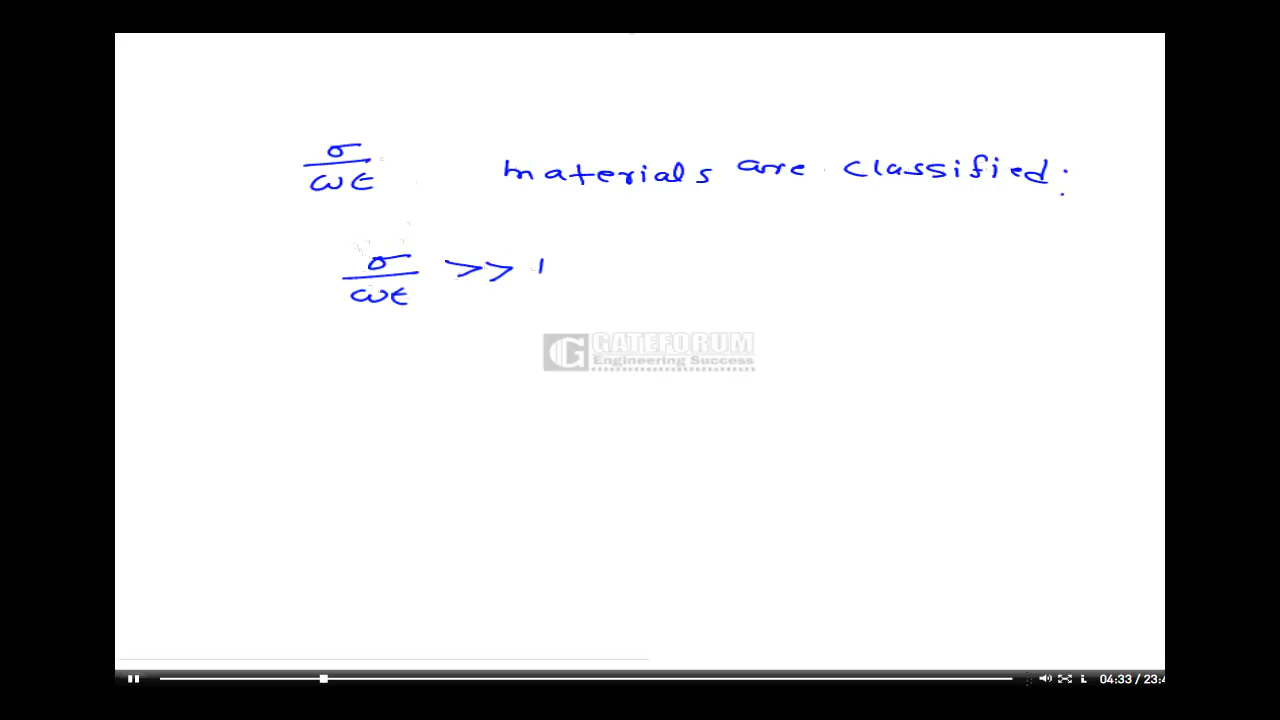 σ/ωϵ materials are classified:
σ/ωϵ >> 1
GATEFORUM
Engineering Success
04:33 / 23:4